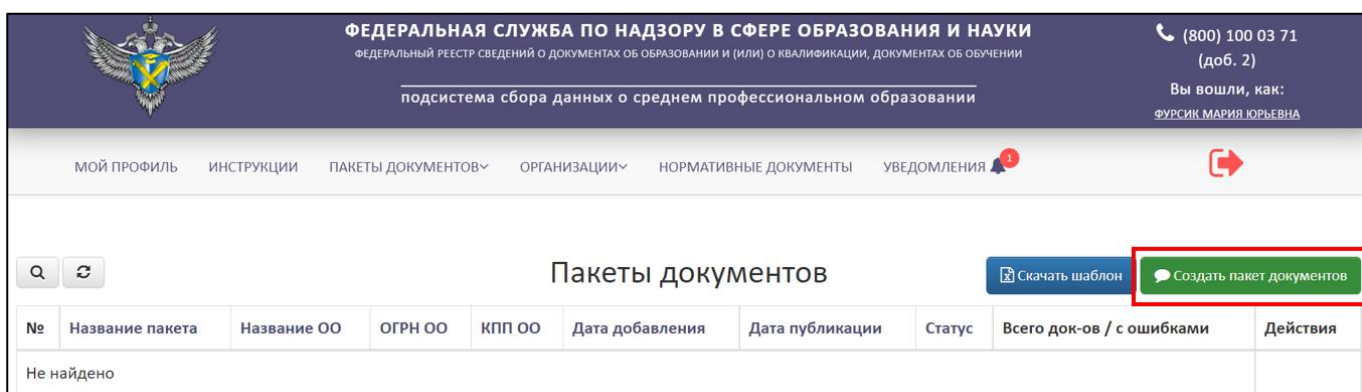 ФЕДЕРАЛЬНАЯ СЛУЖБА ПО НАДЗОРУ В СФЕРЕ ОБРАЗОВАНИЯ И НАУКИ
ФЕДЕРАЛЬНЫЙ РЕЕСТР СВЕДЕНИЙ О ДОКУМЕНТАХ ОБ ОБРАЗОВАНИИ И (ИЛИ) О КВАЛИФИКАЦИИ, ДОКУМЕНТАХ ОБ ОБУЧЕНИИ
подсистема сбора данных о среднем профессиональном образовании
(800) 100 03 71
(доб. 2)
Вы вошли, как:
ФУРСИК МАРИЯ ЮРЬЕВНА
МОЙ ПРОФИЛЬ ИНСТРУКЦИИ ПАКЕТЫ ДОКУМЕНТОВ ОРГАНИЗАЦИИ НОРМАТИВНЫЕ ДОКУМЕНТЫ УВЕДОМЛЕНИЯ 1
Пакеты документов Скачать шаблон Создать пакет документов
№ Название пакета Название ОО ОГРН ОО КПП ОО Дата добавления Дата публикации Статус Всего док-ов / с ошибками Действия
Не найдено